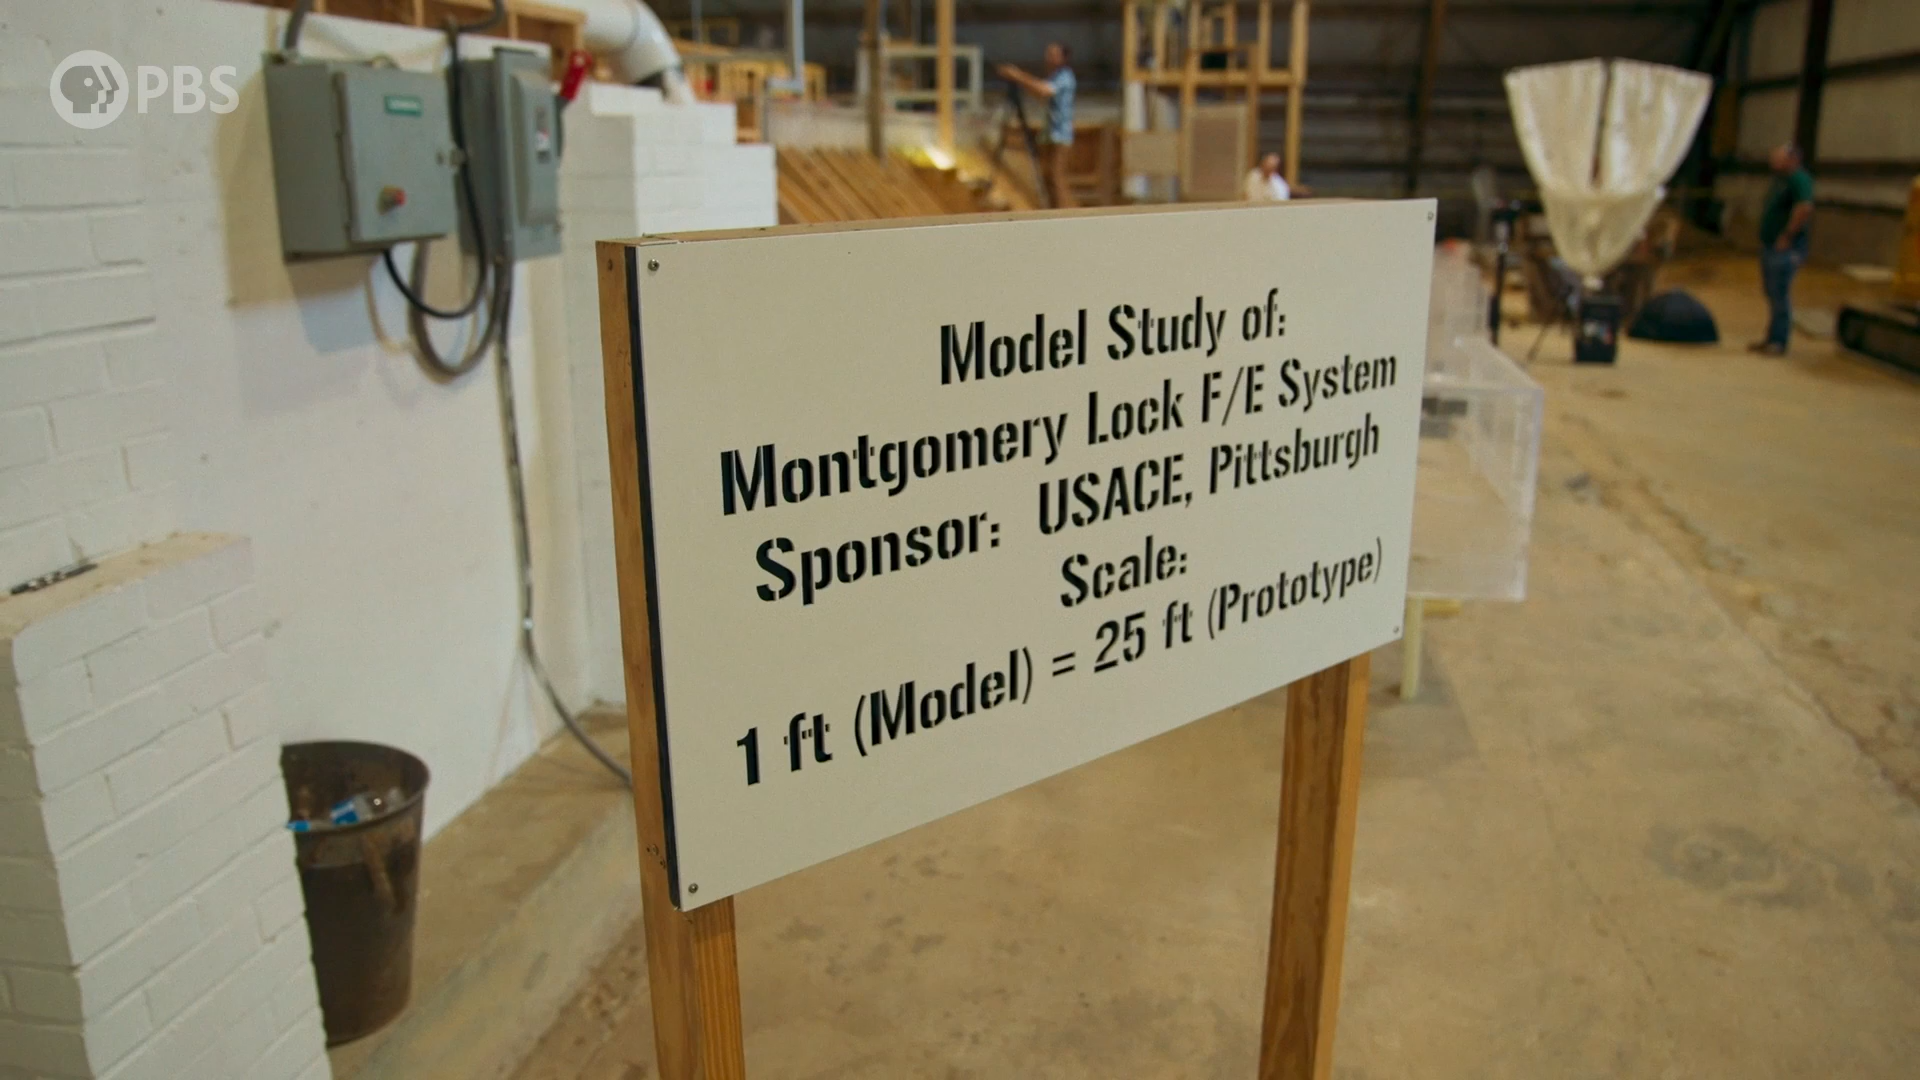 PBS
Model Study of:
Montgomery Lock F/E System
Sponsor: USACE, Pittsburgh
Scale:
1 ft (Model) = 25 ft (Prototype)